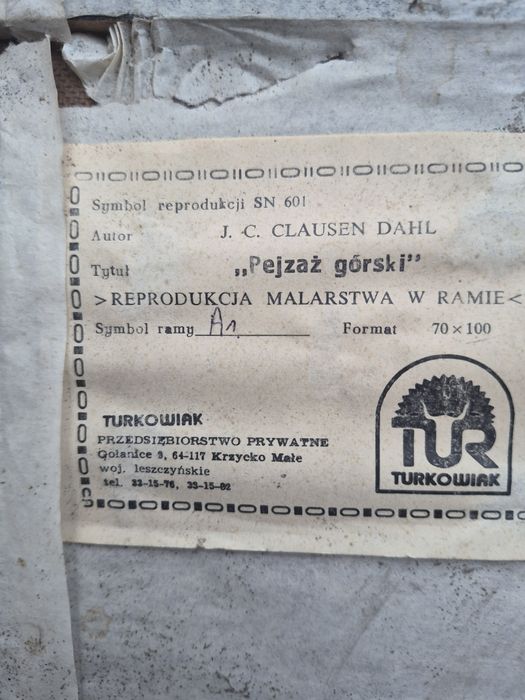 Symbol reprodukcji SN 601
Autor J. C. CLAUSEN DAHL
Tytuł „Pejzaż górski”
>REPRODUKCJA MALARSTWA W RAMIE<
Symbol ramy A1 Format 70 × 100
TURKOWIAK
PRZEDSIĘBIORSTWO PRYWATNE
Gołanice 9, 64-117 Krzycko Małe
woj. leszczyńskie
tel. 33-15-76, 33-15-02
TUR
TURKOWIAK